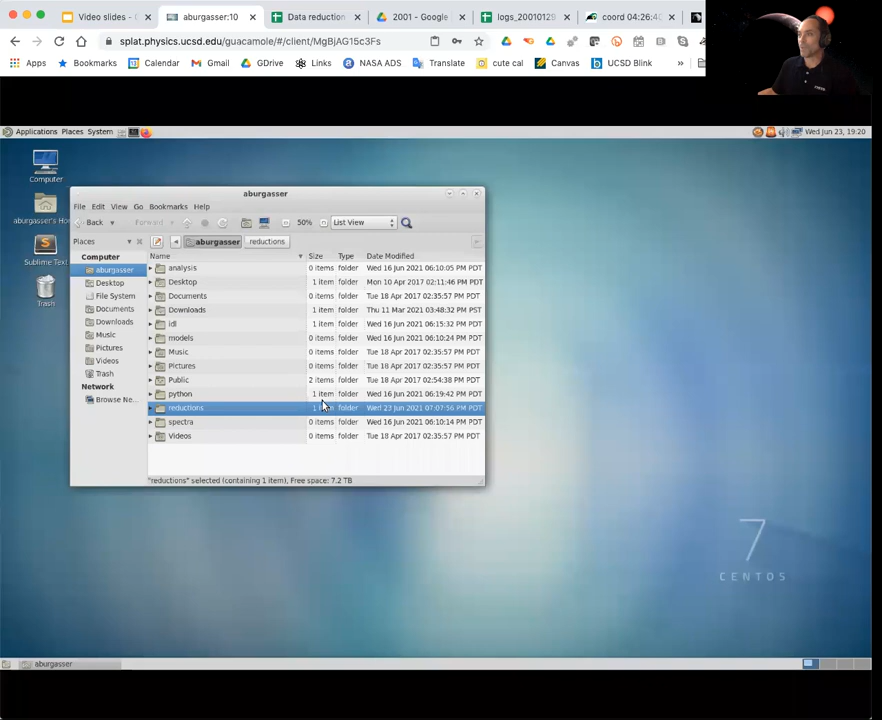 Video slides -
aburgasser:10
Data reduction
2001 - Google
logs_20010129
coord 04:26:40
splat.physics.ucsd.edu/guacamole/#/client/MgBjAG15c3Fs
Apps Bookmarks Calendar Gmail GDrive Links NASA ADS Translate cute cal Canvas UCSD Blink »
Applications Places System Wed Jun 23, 19:20
Computer
aburgasser's Ho
Sublime Text
Trash
aburgasser
File Edit View Go Bookmarks Help
Back Forward 50% List View
Places aburgasser reductions
Computer Name Size Type Date Modified
aburgasser analysis 0 items folder Wed 16 Jun 2021 06:10:05 PM PDT
Desktop Desktop 1 item folder Mon 10 Apr 2017 02:11:46 PM PDT
File System Documents 0 items folder Tue 18 Apr 2017 02:35:57 PM PDT
Documents Downloads 1 item folder Thu 11 Mar 2021 03:48:32 PM PST
Downloads idl 1 item folder Wed 16 Jun 2021 06:15:32 PM PDT
Music models 0 items folder Wed 16 Jun 2021 06:10:24 PM PDT
Pictures Music 0 items folder Tue 18 Apr 2017 02:35:57 PM PDT
Videos Pictures 0 items folder Tue 18 Apr 2017 02:35:57 PM PDT
Trash Public 2 items folder Tue 18 Apr 2017 02:54:38 PM PDT
Network python 1 item folder Wed 16 Jun 2021 06:19:42 PM PDT
Browse Ne... reductions 1 item folder Wed 23 Jun 2021 07:07:56 PM PDT
spectra 0 items folder Wed 16 Jun 2021 06:10:14 PM PDT
Videos 0 items folder Tue 18 Apr 2017 02:35:57 PM PDT
"reductions" selected (containing 1 item), Free space: 7.2 TB
7
CENTOS
aburgasser